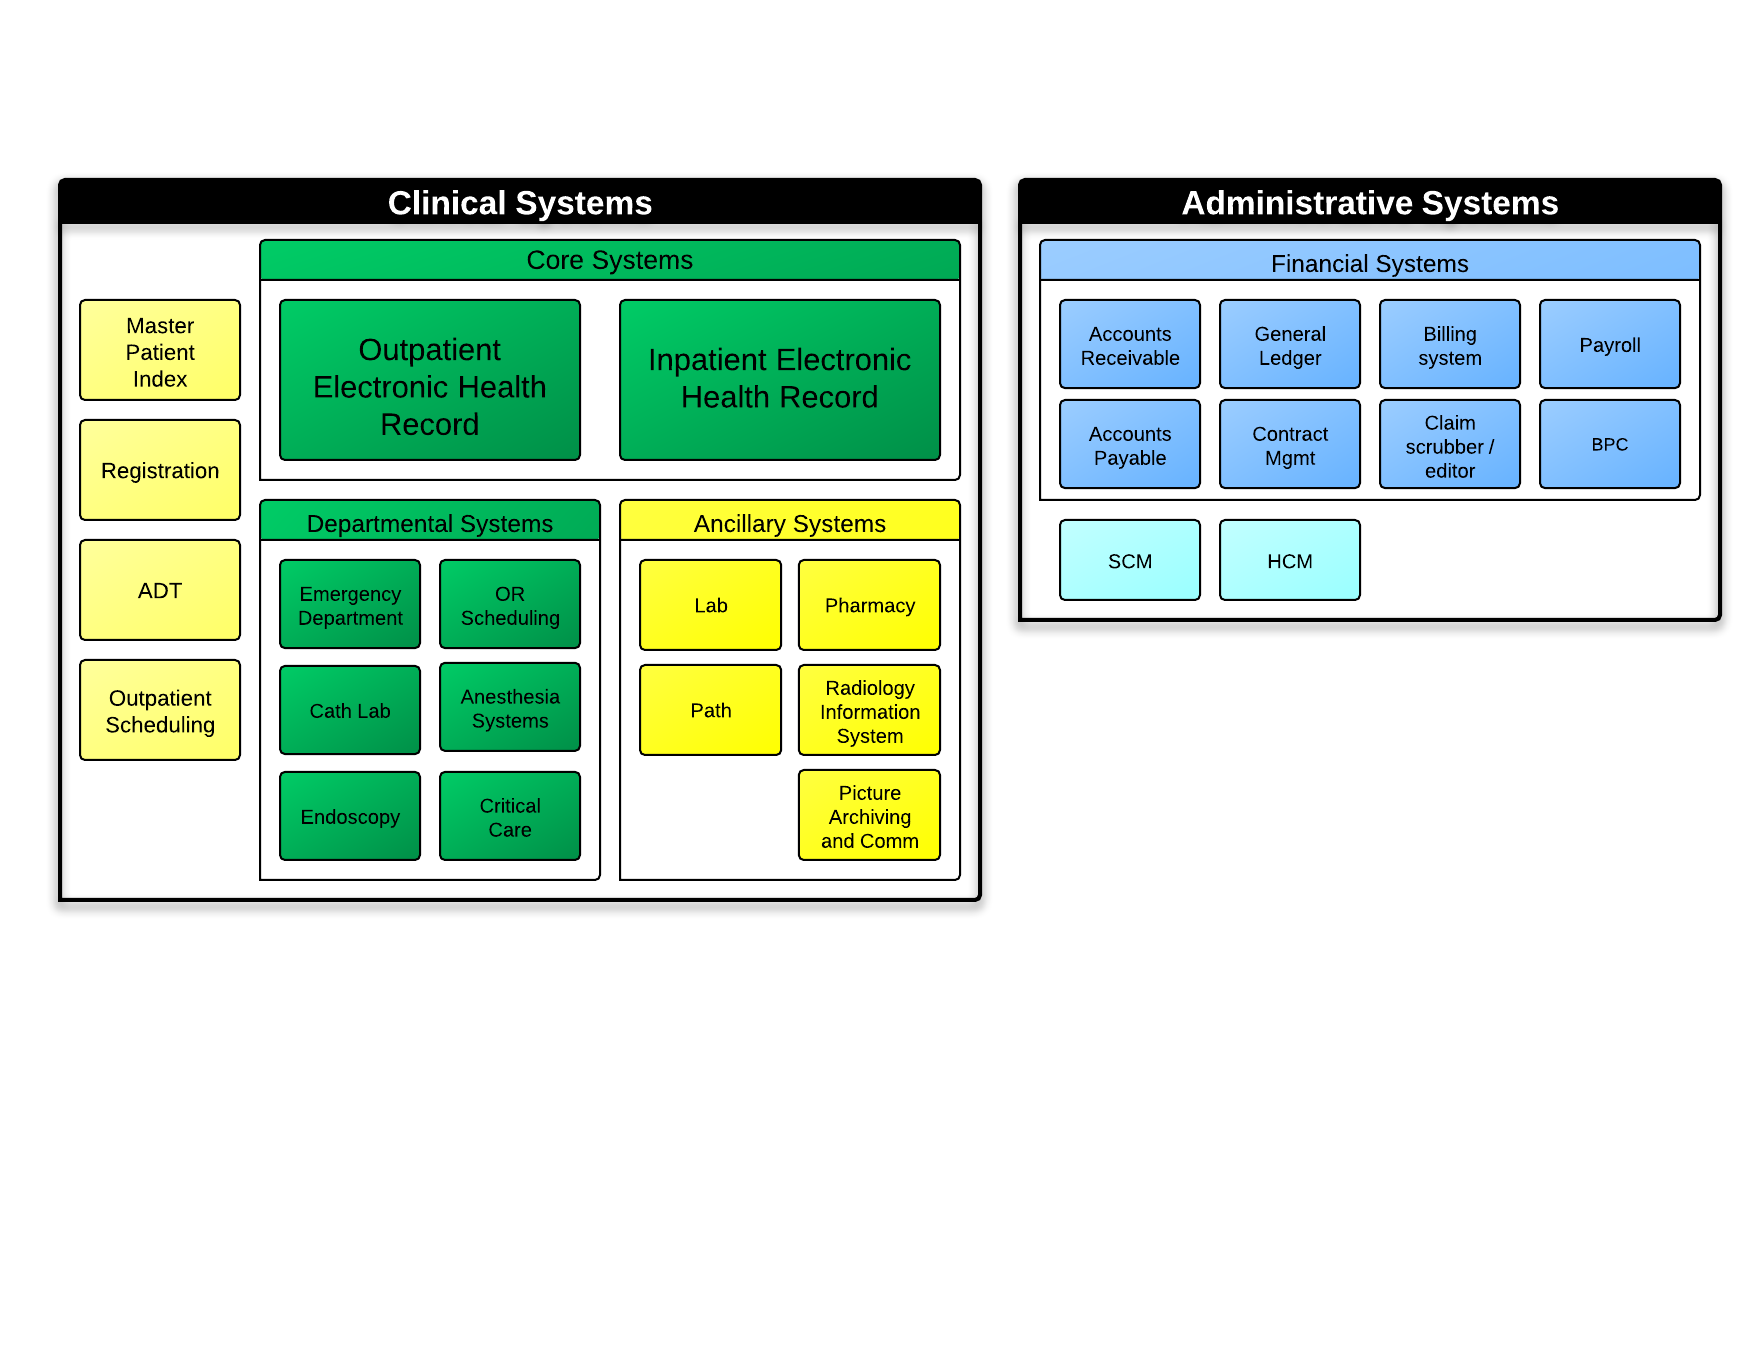 Clinical Systems
Master
Patient
Index
Registration
ADT
Outpatient
Scheduling
Core Systems
Outpatient
Electronic Health
Record
Inpatient Electronic
Health Record
Departmental Systems
Emergency
Department
OR
Scheduling
Cath Lab
Anesthesia
Systems
Endoscopy
Critical
Care
Ancillary Systems
Lab
Pharmacy
Path
Radiology
Information
System
Picture
Archiving
and Comm
Administrative Systems
Financial Systems
Accounts
Receivable
General
Ledger
Billing
system
Payroll
Accounts
Payable
Contract
Mgmt
Claim
scrubber /
editor
BPC
SCM
HCM